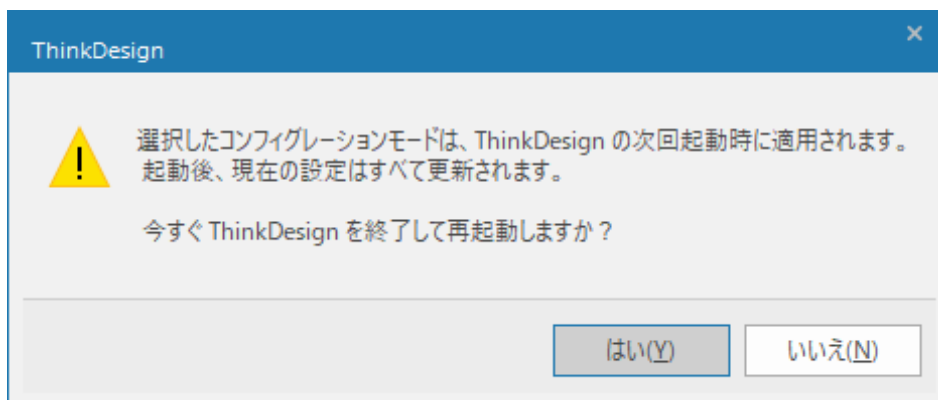 ThinkDesign
選択したコンフィグレーションモードは、ThinkDesign の次回起動時に適用されます。
起動後、現在の設定はすべて更新されます。
今すぐ ThinkDesign を終了して再起動しますか？
はい(Y)
いいえ(N)